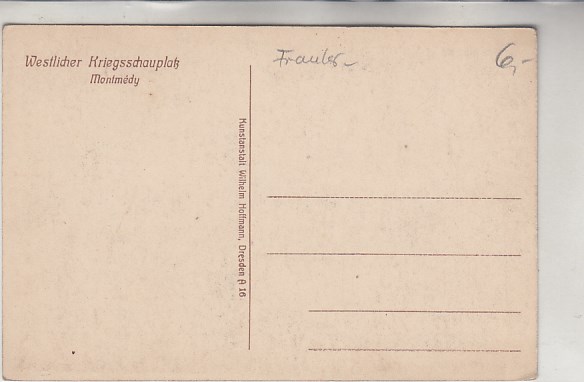 Westlicher Kriegsschauplatz
Montmédy
Kunstanstalt Wilhelm Hoffmann, Dresden A 16
6,-